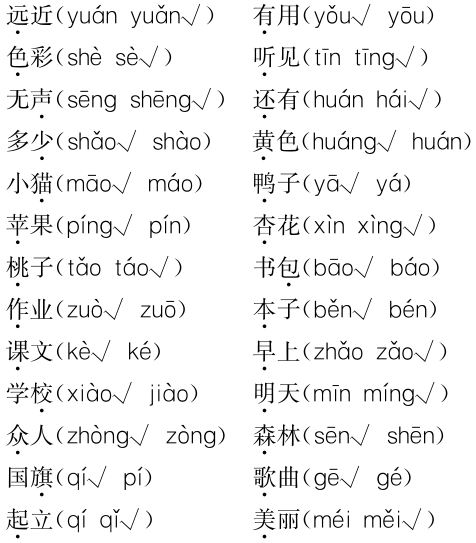 远近(yuán yuǎn√) 有用(yǒu√ yōu)
色彩(shè sè√) 听见(tīn tīng√)
无声(sēng shēng√) 还有(huán hái√)
多少(shǎo√ shào) 黄色(huáng√ huán)
小猫(māo√ máo) 鸭子(yā√ yá)
苹果(píng√ pín) 杏花(xìn xìng√)
桃子(tǎo táo√) 书包(bāo√ báo)
作业(zuò√ zuō) 本子(běn√ bén)
课文(kè√ ké) 早上(zhǎo zǎo√)
学校(xiào√ jiào) 明天(mīn míng√)
众人(zhòng√ zòng) 森林(sēn√ shēn)
国旗(qí√ pí) 歌曲(gē√ gé)
起立(qí qǐ√) 美丽(méi měi√)